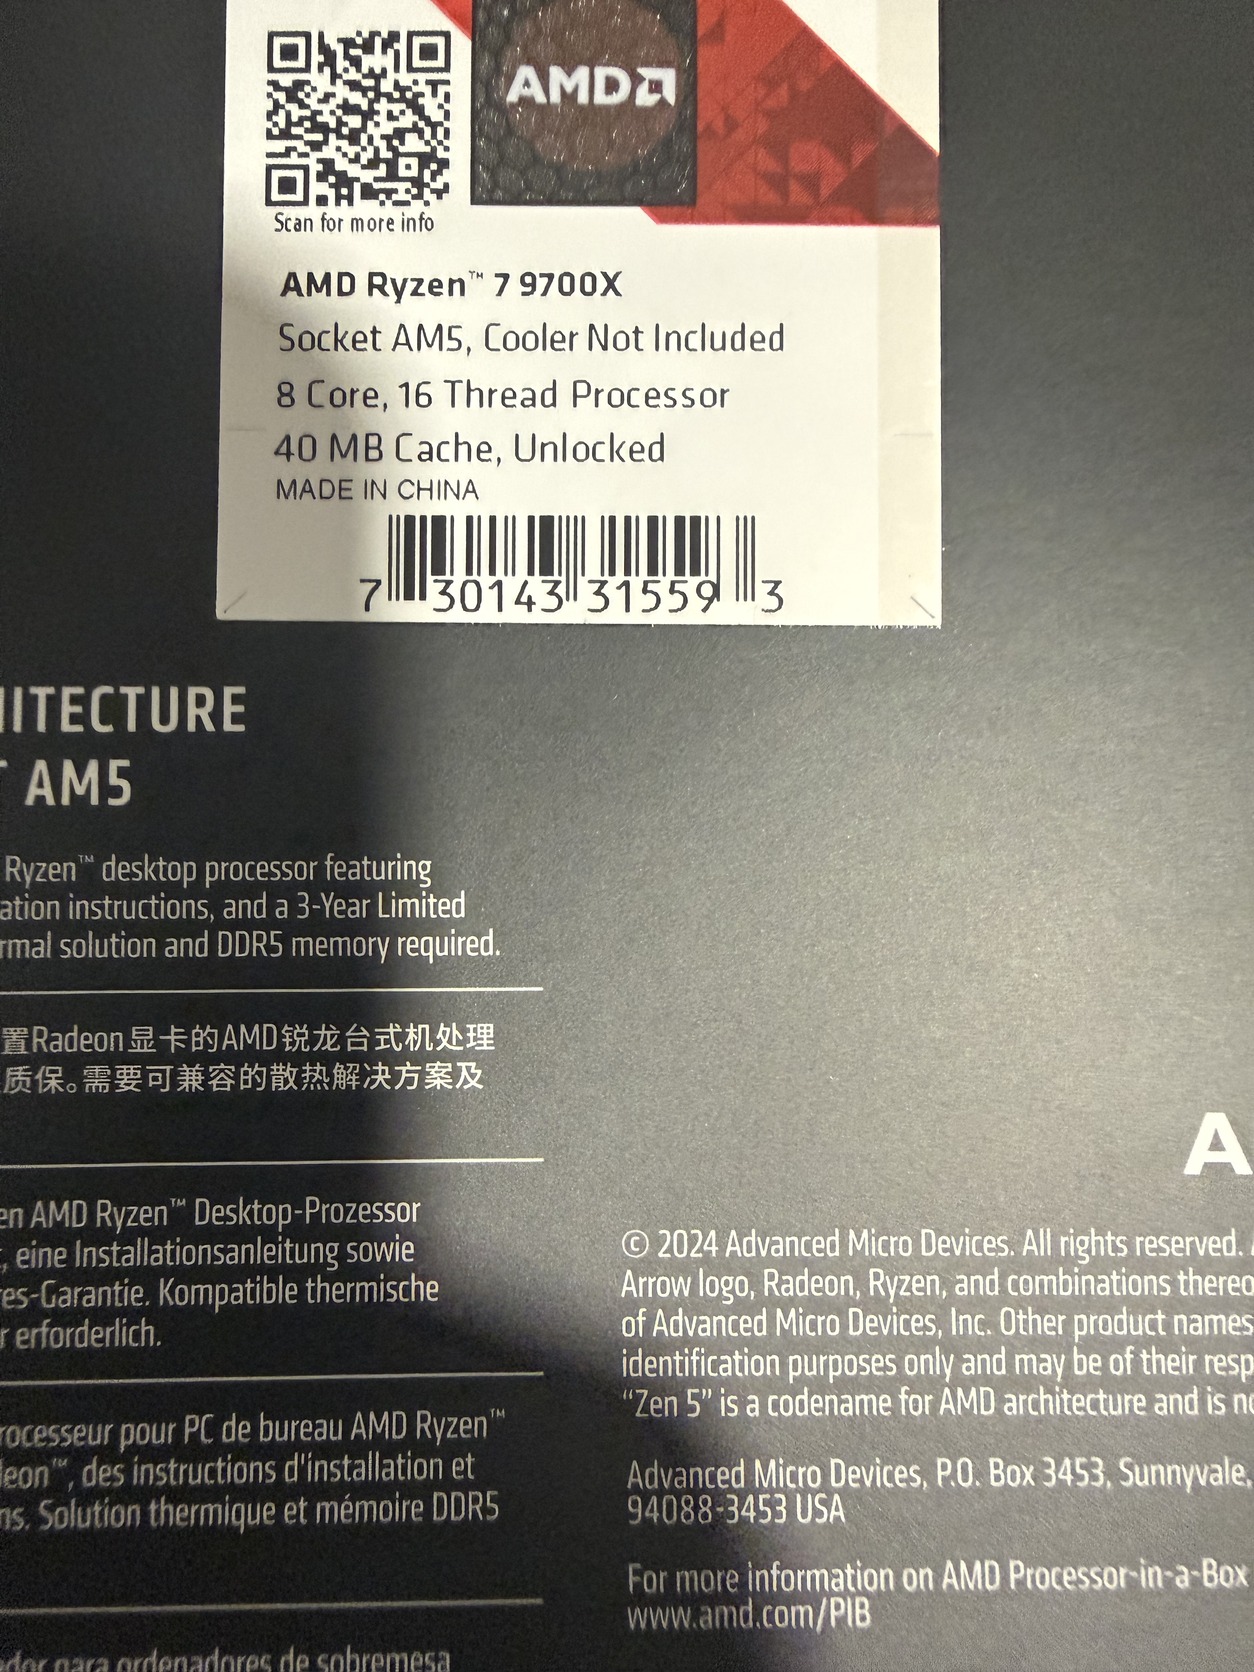 AMD
Scan for more info
AMD Ryzen™ 7 9700X
Socket AM5, Cooler Not Included
8 Core, 16 Thread Processor
40 MB Cache, Unlocked
MADE IN CHINA
7 30143 31559 3
HITECTURE
T AM5
Ryzen™ desktop processor featuring
ation instructions, and a 3-Year Limited
rmal solution and DDR5 memory required.
置Radeon显卡的AMD锐龙台式机处理
质保。需要可兼容的散热解决方案及
en AMD Ryzen™ Desktop-Prozessor
, eine Installationsanleitung sowie
es-Garantie. Kompatible thermische
r erforderlich.
rocesseur pour PC de bureau AMD Ryzen™
deon™, des instructions d'installation et
ns. Solution thermique et mémoire DDR5
dor para ordenadores de sobremesa
A
© 2024 Advanced Micro Devices. All rights reserved.
Arrow logo, Radeon, Ryzen, and combinations thereo
of Advanced Micro Devices, Inc. Other product names
identification purposes only and may be of their resp
“Zen 5” is a codename for AMD architecture and is no
Advanced Micro Devices, P.O. Box 3453, Sunnyvale,
94088-3453 USA
For more information on AMD Processor-in-a-Box
www.amd.com/PIB